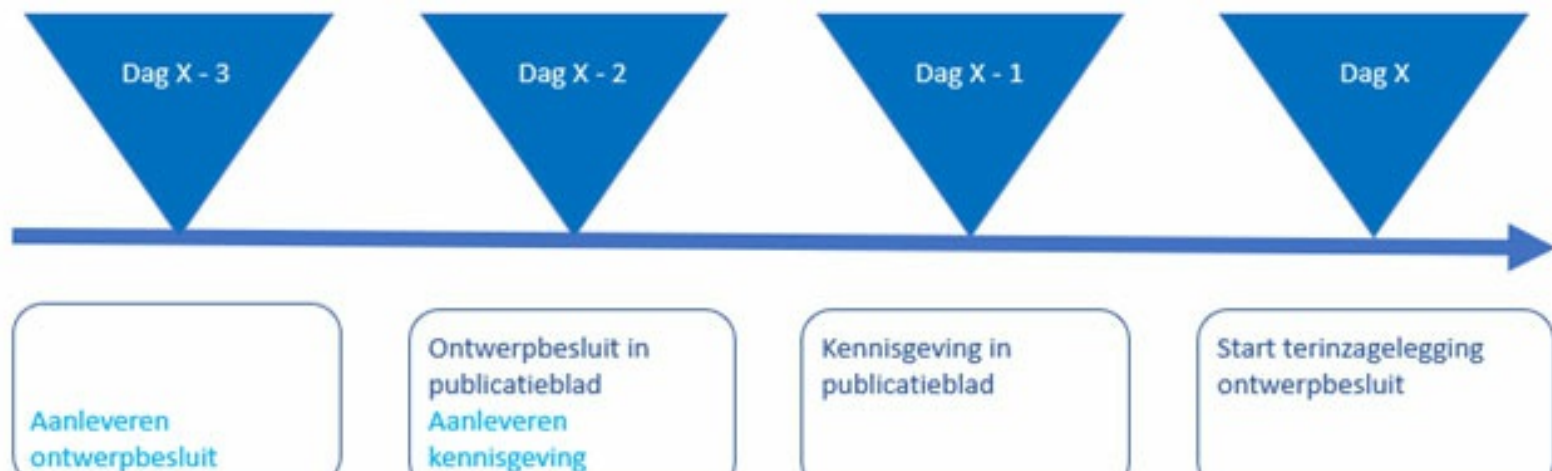 Dag X - 3
Dag X - 2
Dag X - 1
Dag X
Aanleveren
ontwerpbesluit
Ontwerpbesluit in
publicatieblad
Aanleveren
kennisgeving
Kennisgeving in
publicatieblad
Start terinzagelegging
ontwerpbesluit